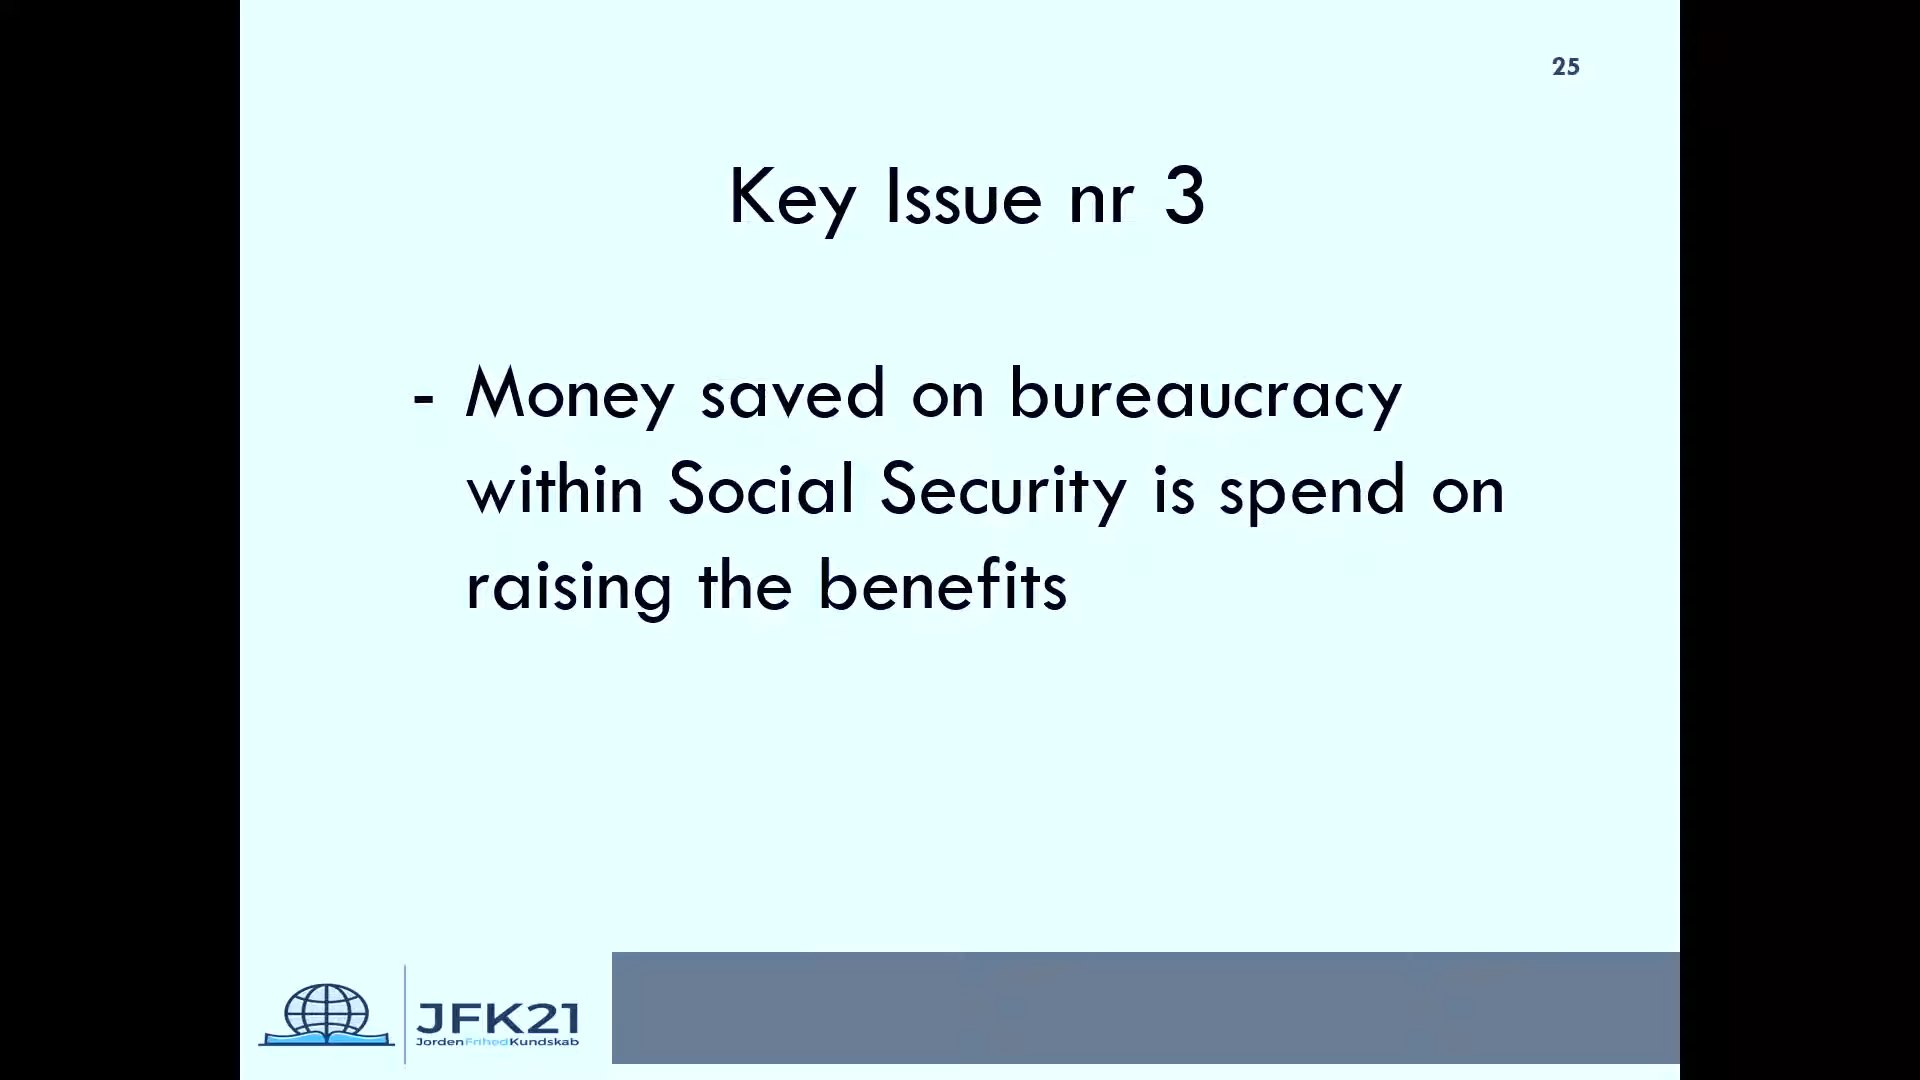 25
Key Issue nr 3
- Money saved on bureaucracy
within Social Security is spend on
raising the benefits
JFK21
JordenFrihedKundskab